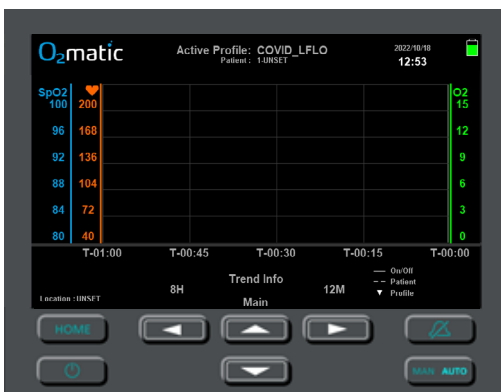 O2matic
Active Profile: COVID_LFLO
Patient : 1-UNSET
2022/10/18
12:53
SpO2 O2
100 200 15
96 168 12
92 136 9
88 104 6
84 72 3
80 40 0
T-01:00 T-00:45 T-00:30 T-00:15 T-00:00
On/Off
Trend Info
Patient
8H 12M
Profile
Location : UNSET
Main
HOME
MAN AUTO